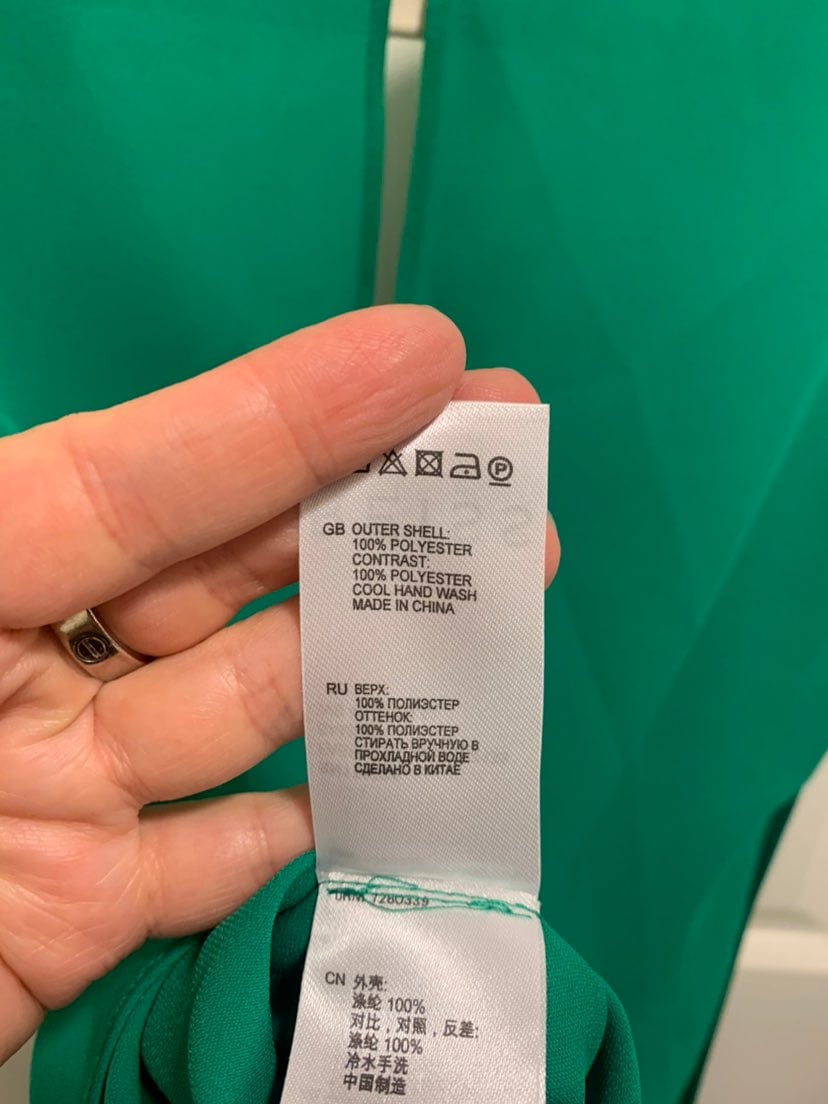 P
GB OUTER SHELL:
100% POLYESTER
CONTRAST:
100% POLYESTER
COOL HAND WASH
MADE IN CHINA
RU ВЕРХ:
100% ПОЛИЭСТЕР
ОТТЕНОК:
100% ПОЛИЭСТЕР
СТИРАТЬ ВРУЧНУЮ В
ПРОХЛАДНОЙ ВОДЕ
СДЕЛАНО В КИТАЕ
7280339
CN 外壳:
涤纶 100%
对比,对照,反差:
涤纶 100%
冷水手洗
中国制造